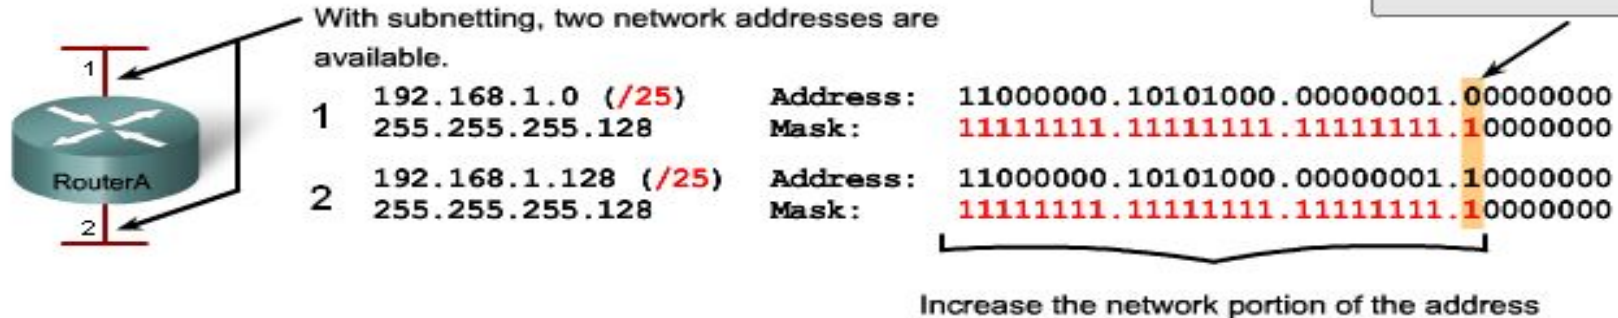 With subnetting, two network addresses are
available.
1
1 192.168.1.0 (/25) Address: 11000000.10101000.00000001.00000000
255.255.255.128 Mask: 11111111.11111111.11111111.10000000
RouterA
2 192.168.1.128 (/25) Address: 11000000.10101000.00000001.10000000
255.255.255.128 Mask: 11111111.11111111.11111111.10000000
2
Increase the network portion of the address